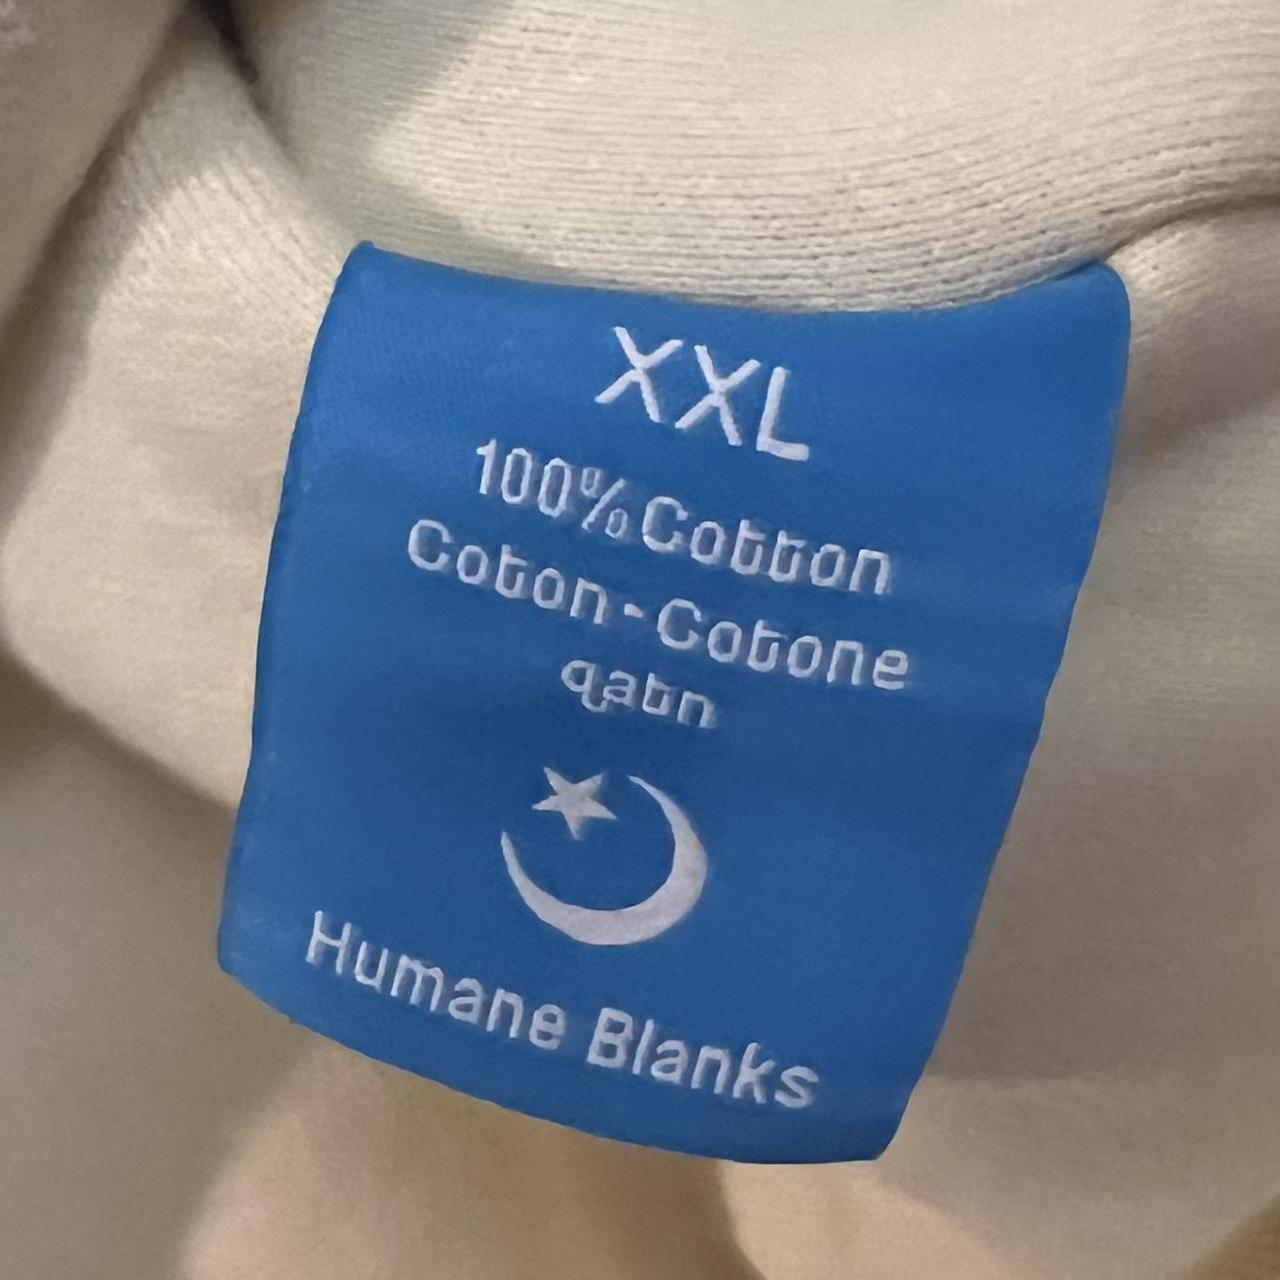 XXL
100%Cotton
Coton-Cotone
qatn
Humane Blanks